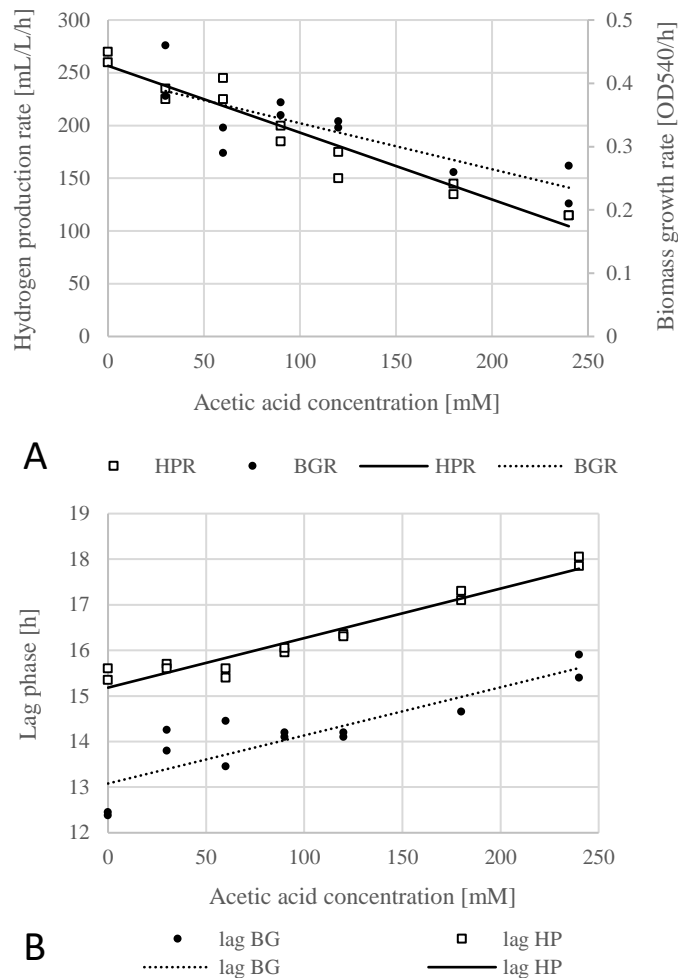 300
250
200
150
100
50
0
0.5
0.4
0.3
0.2
0.1
0
0 50 100 150 200 250
Hydrogen production rate [mL/L/h]
Biomass growth rate [OD540/h]
Acetic acid concentration [mM]
A
HPR BGR HPR BGR
19
18
17
16
15
14
13
12
0 50 100 150 200 250
Lag phase [h]
Acetic acid concentration [mM]
B
lag BG lag HP
lag BG lag HP